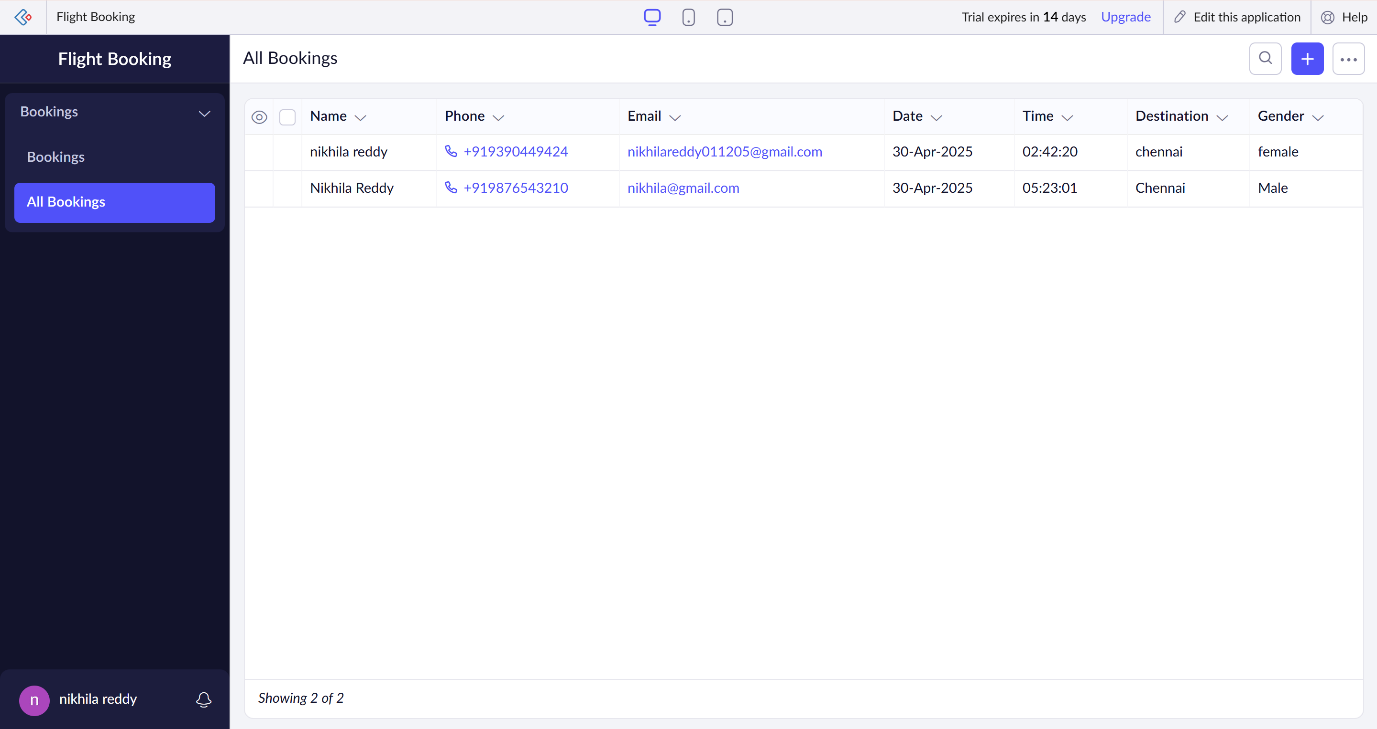 Flight Booking
Trial expires in 14 days Upgrade Edit this application Help
Flight Booking
All Bookings
Bookings
Bookings
All Bookings
Name Phone Email Date Time Destination Gender
nikhila reddy +919390449424 nikhilareddy011205@gmail.com 30-Apr-2025 02:42:20 chennai female
Nikhila Reddy +919876543210 nikhila@gmail.com 30-Apr-2025 05:23:01 Chennai Male
Showing 2 of 2
n nikhila reddy